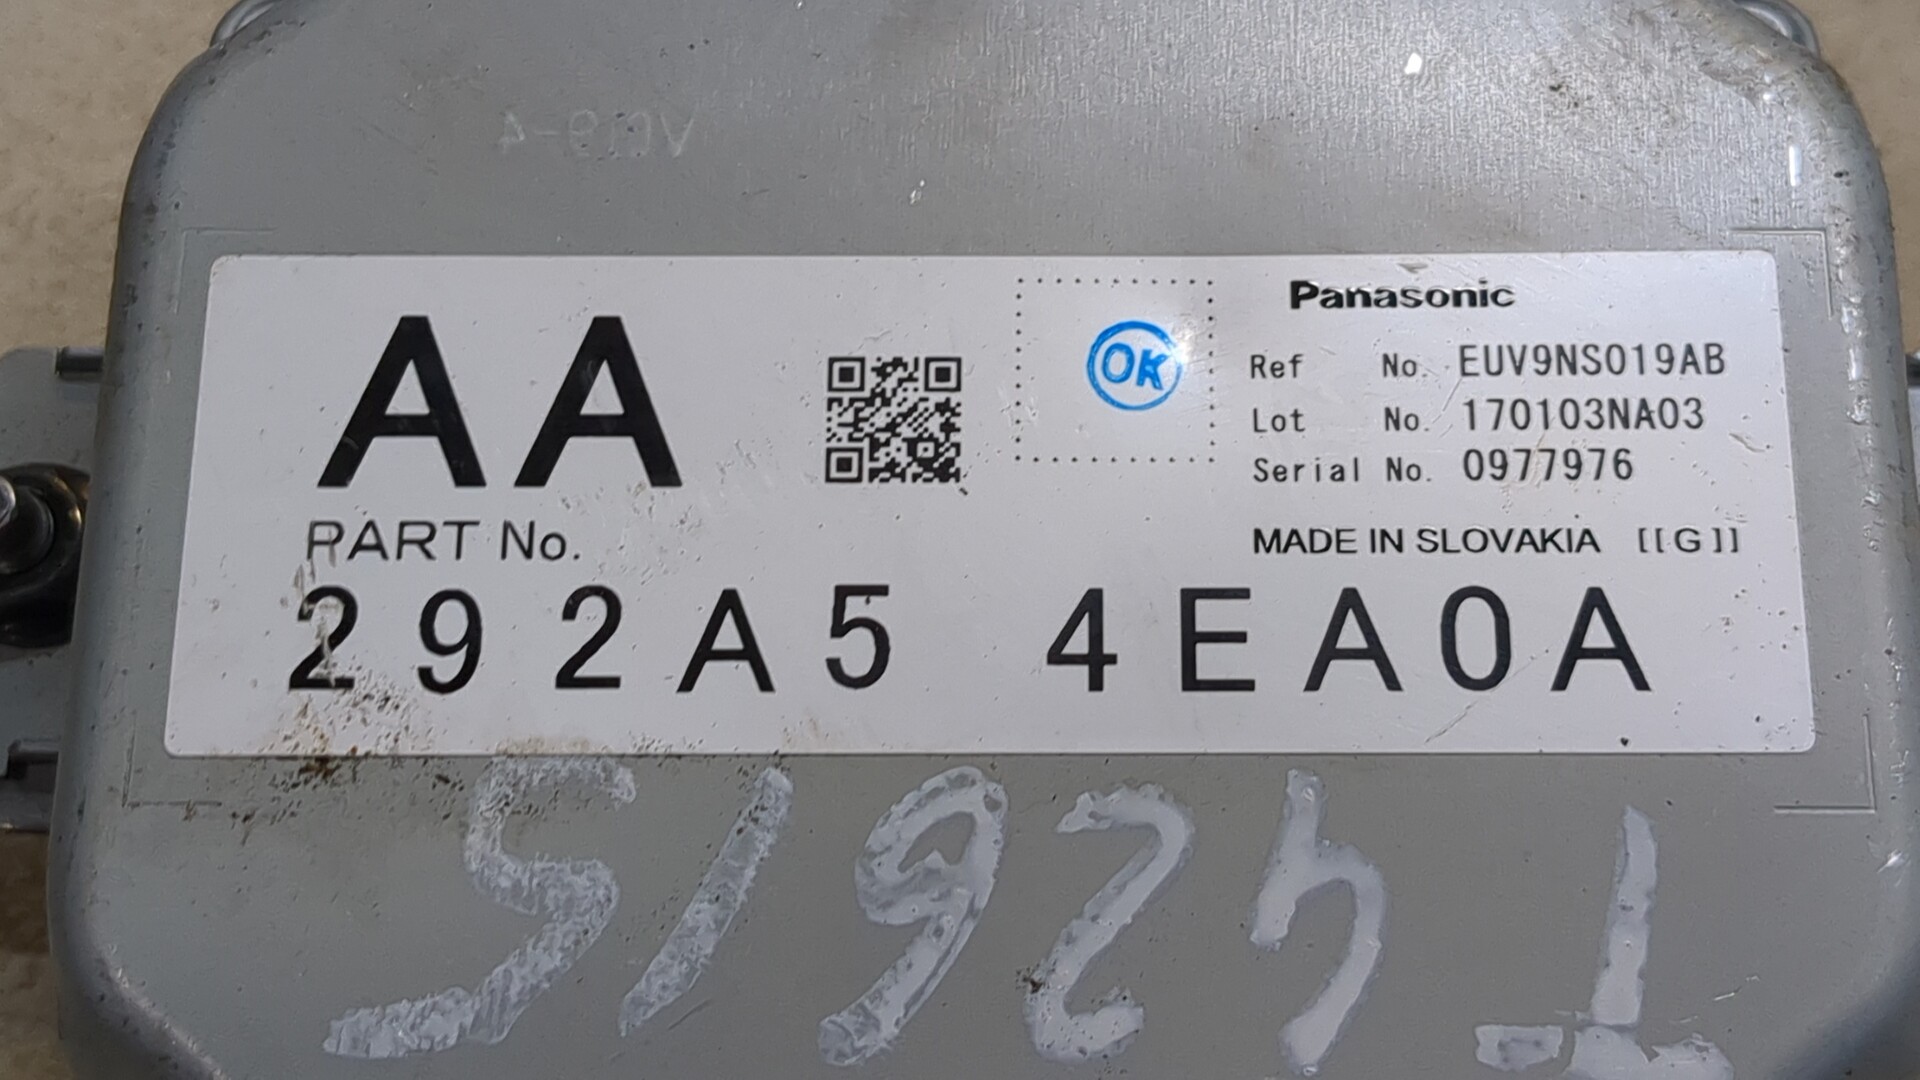 AA
OK
Panasonic
Ref No. EUV9NS019AB
Lot No. 170103NA03
Serial No. 0977976
MADE IN SLOVAKIA [[G]]
PART No.
292A5 4EA0A
T42615